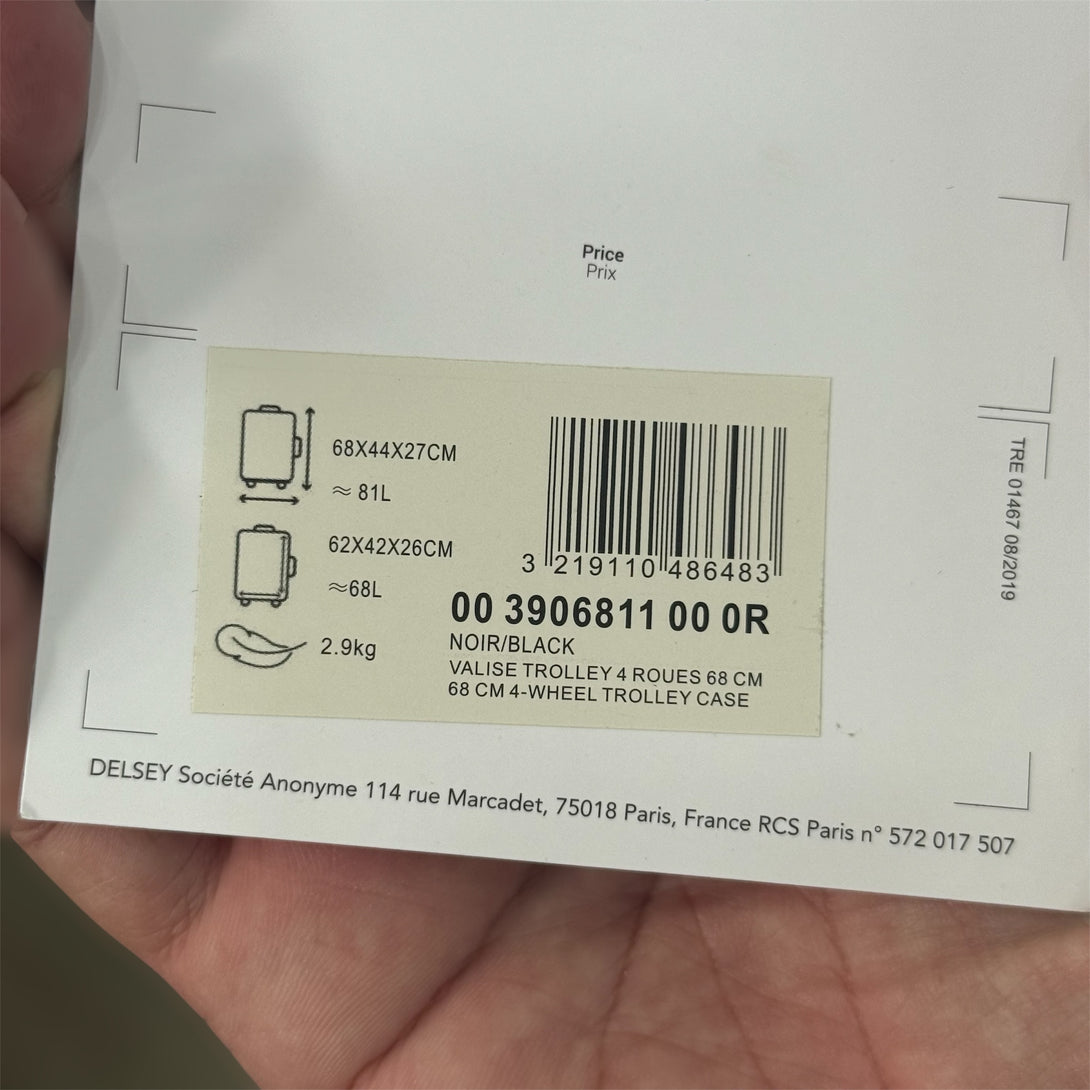 Price
Prix
68X44X27CM
≈ 81L
62X42X26CM
≈68L
2.9kg
3 219110 486483
00 3906811 00 0R
NOIR/BLACK
VALISE TROLLEY 4 ROUES 68 CM
68 CM 4-WHEEL TROLLEY CASE
TRE 01467 08/2019
DELSEY Société Anonyme 114 rue Marcadet, 75018 Paris, France RCS Paris n° 572 017 507